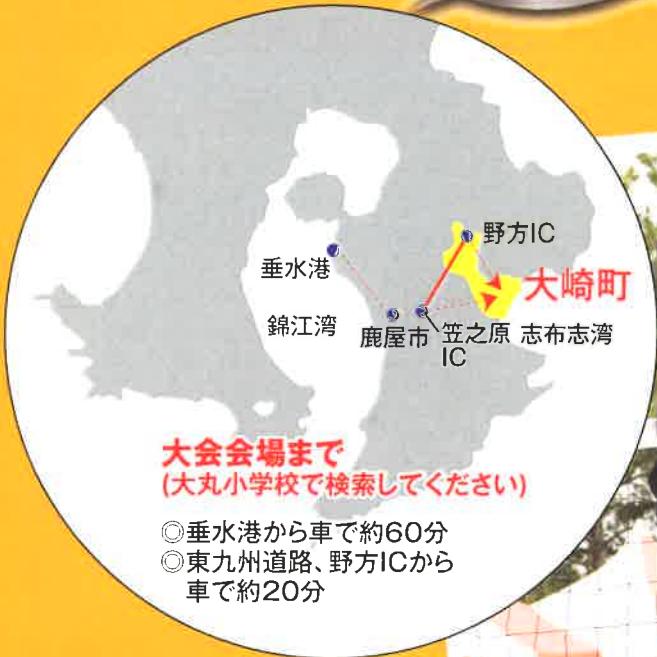 野方IC
垂水港
大崎町
錦江湾
鹿屋市
笠之原
IC
志布志湾
大会会場まで
(大丸小学校で検索してください)
◎垂水港から車で約60分
◎東九州道路、野方ICから
車で約20分